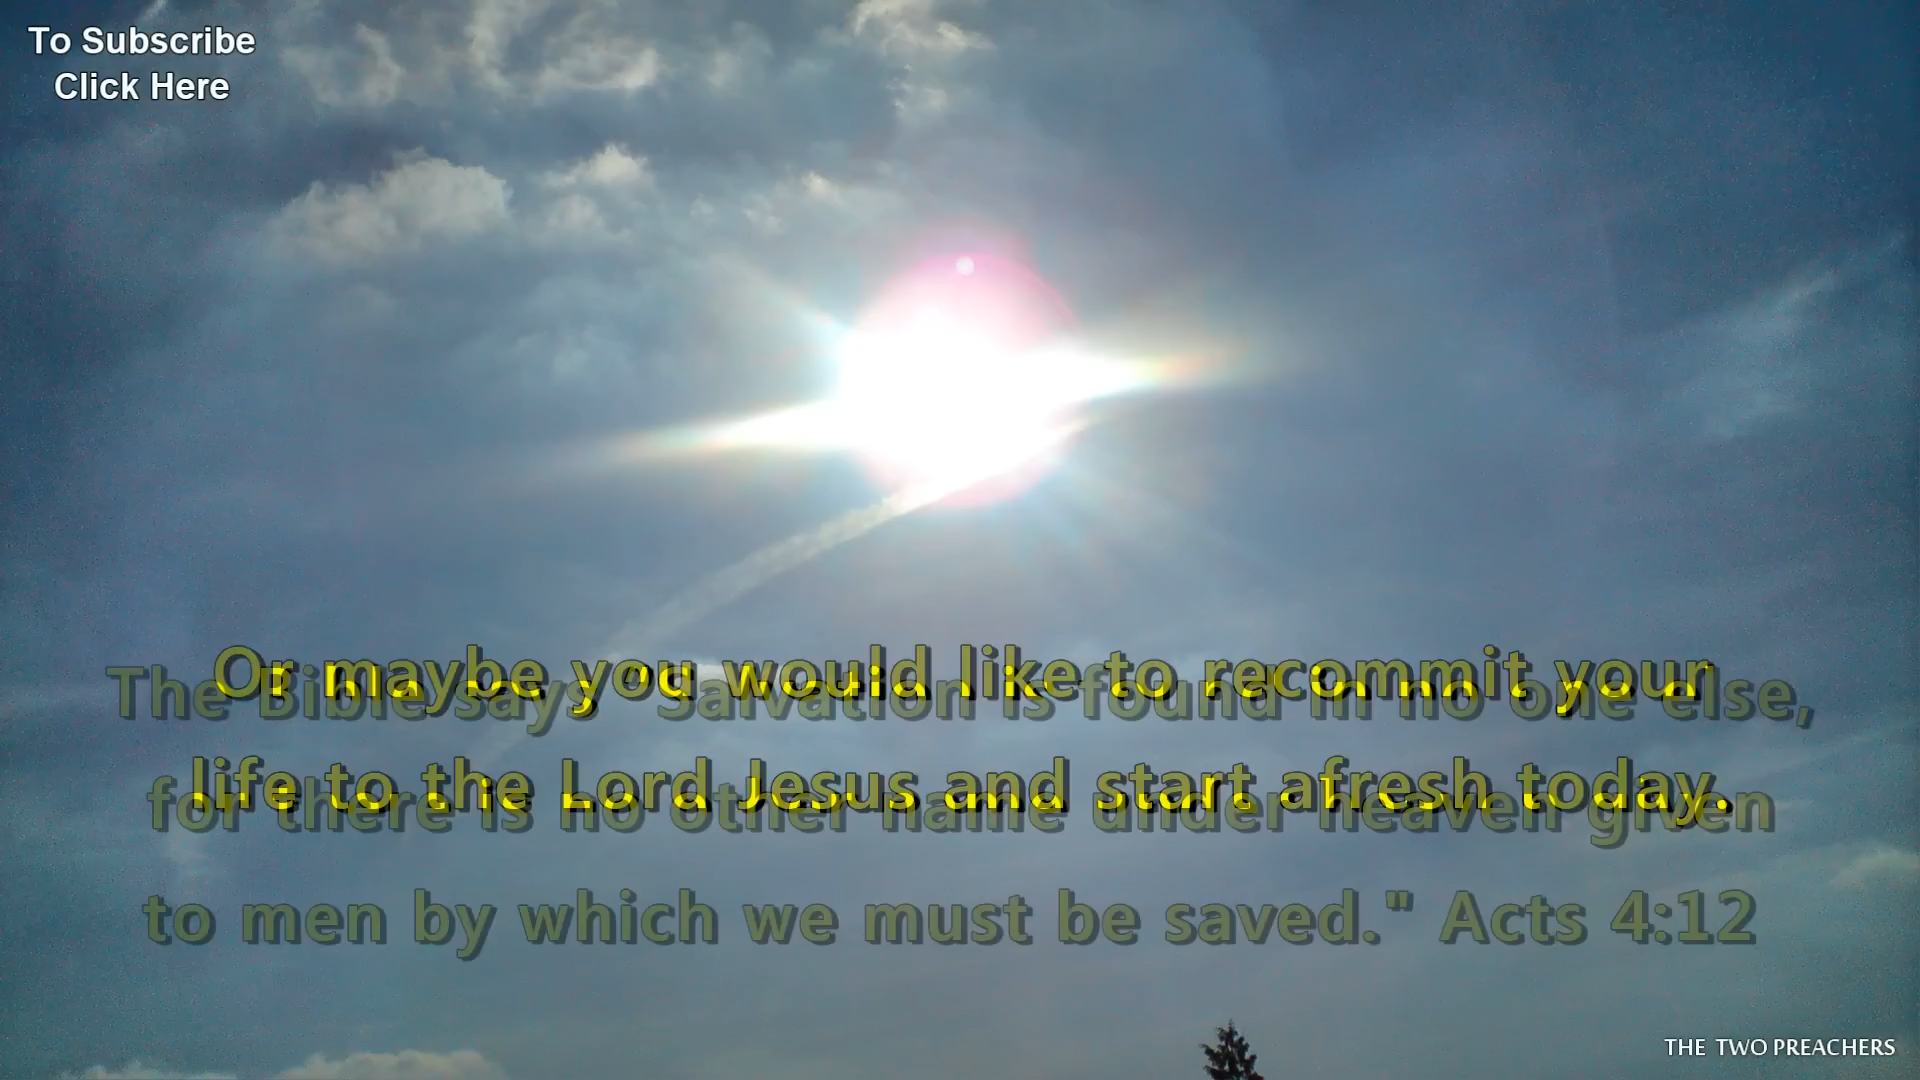 To Subscribe
Click Here
Or maybe you would like to recommit your
life to the Lord Jesus and start afresh today.
The Bible says "Salvation is found in no one else,
for there is no other name under heaven given
to men by which we must be saved." Acts 4:12
THE TWO PREACHERS